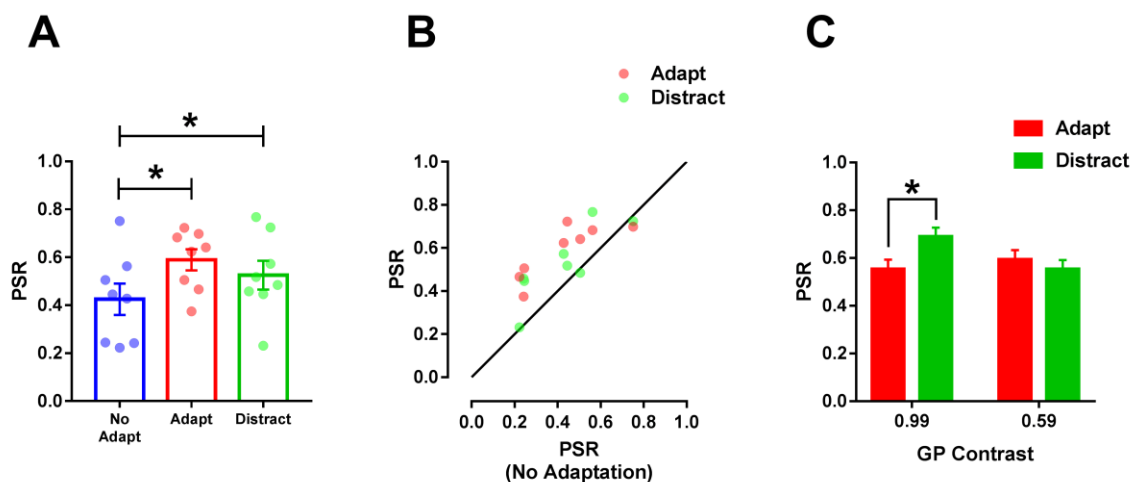 A
B
C
Adapt
Distract
Adapt
Distract
*
*
*
PSR
1.0
0.8
0.6
0.4
0.2
0.0
No Adapt
Adapt
Distract
1.0
0.8
0.6
0.4
0.2
0.0
0.0 0.2 0.4 0.6 0.8 1.0
PSR
(No Adaptation)
PSR
1.0
0.8
0.6
0.4
0.2
0.0
0.99 0.59
GP Contrast